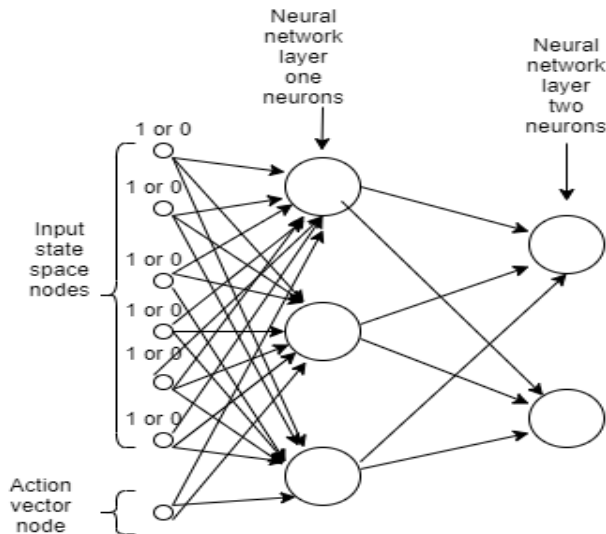 Neural
network
layer
one
neurons
Neural
network
layer
two
neurons
1 or 0
1 or 0
1 or 0
1 or 0
1 or 0
1 or 0
Input
state
space
nodes
Action
vector
node